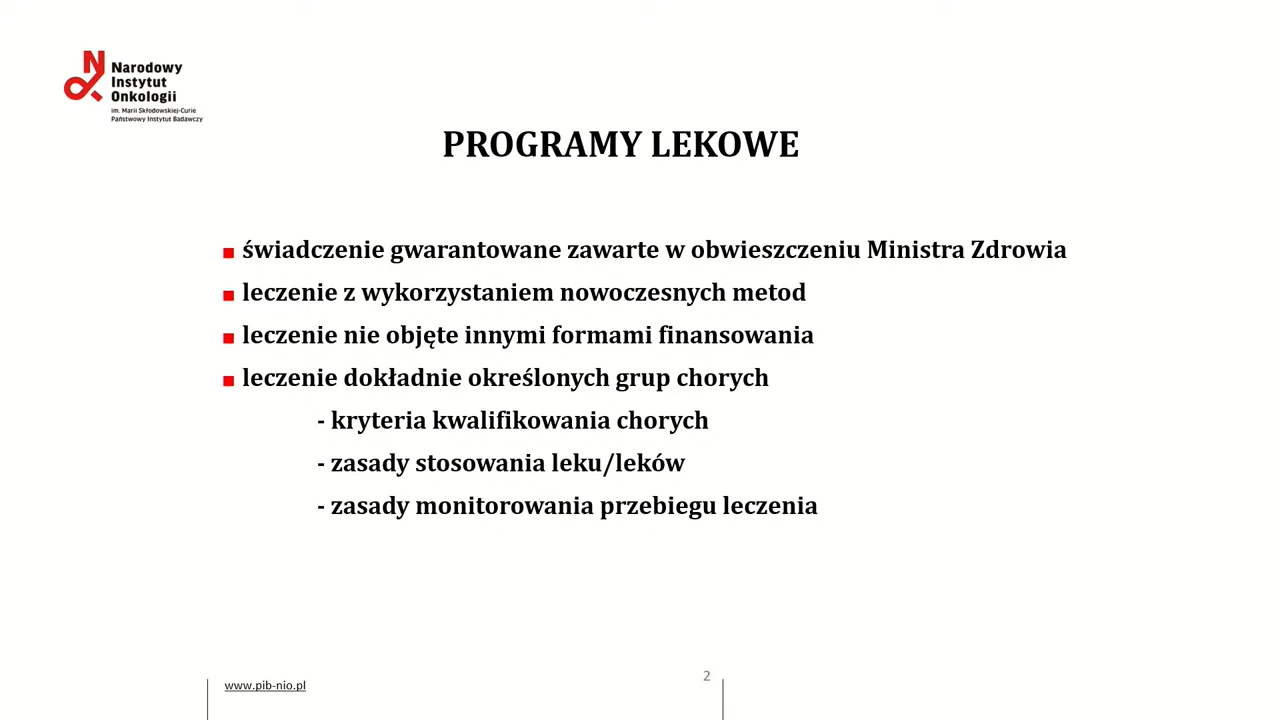 Narodowy
Instytut
Onkologii
im. Marii Skłodowskiej-Curie
Państwowy Instytut Badawczy
PROGRAMY LEKOWE
■ świadczenie gwarantowane zawarte w obwieszczeniu Ministra Zdrowia
■ leczenie z wykorzystaniem nowoczesnych metod
■ leczenie nie objęte innymi formami finansowania
■ leczenie dokładnie określonych grup chorych
- kryteria kwalifikowania chorych
- zasady stosowania leku/leków
- zasady monitorowania przebiegu leczenia
www.pib-nio.pl
2